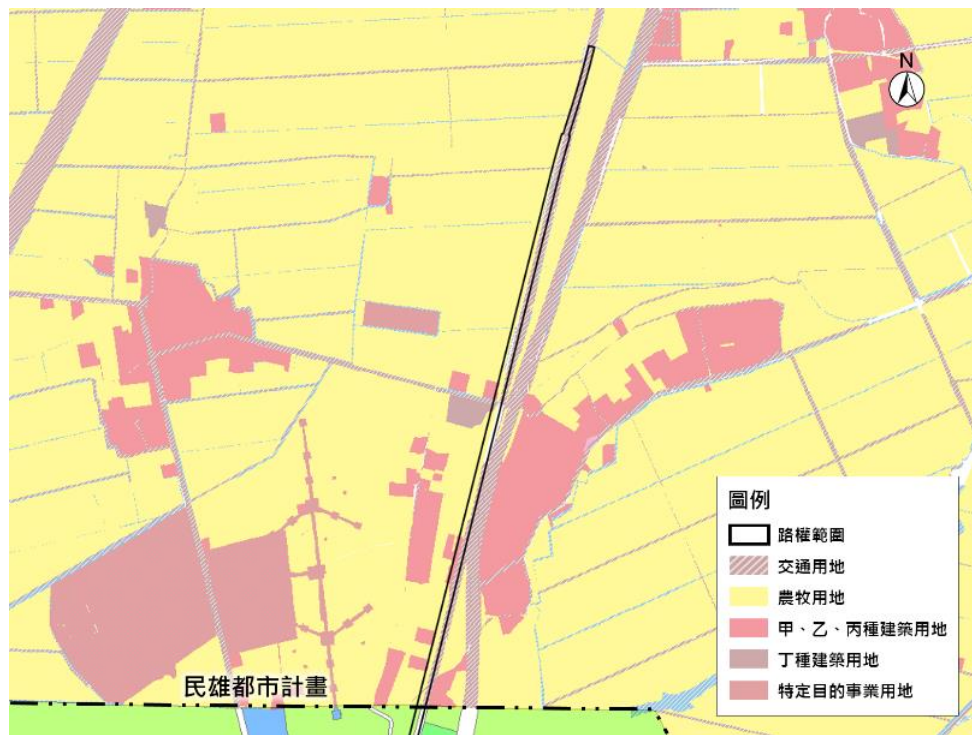 N
圖例
路權範圍
交通用地
農牧用地
甲、乙、丙種建築用地
丁種建築用地
特定目的事業用地
民雄都市計畫